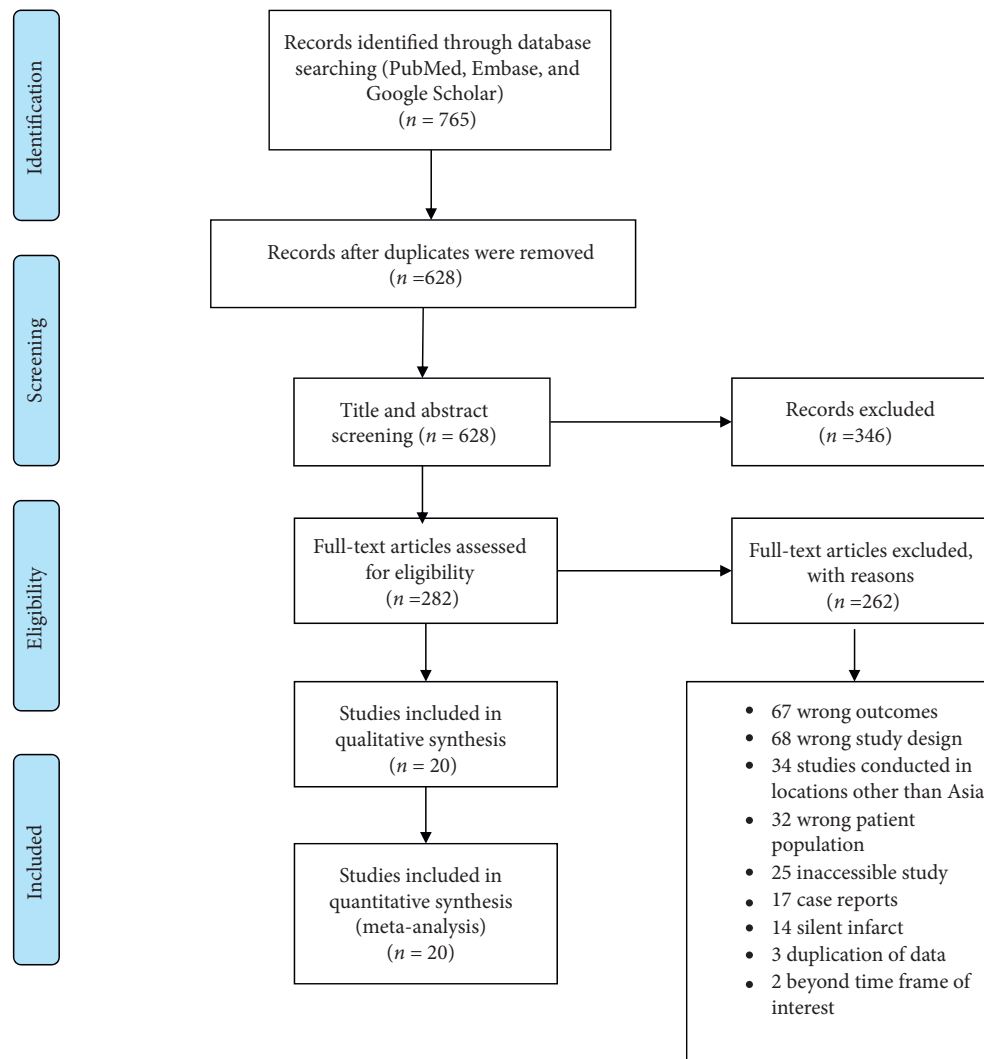 Identification
Records identified through database
searching (PubMed, Embase, and
Google Scholar)
(n = 765)
Records after duplicates were removed
(n =628)
Screening
Title and abstract
screening (n = 628)
Records excluded
(n =346)
Eligibility
Full-text articles assessed
for eligibility
(n =282)
Full-text articles excluded,
with reasons
(n =262)
Studies included in
qualitative synthesis
(n = 20)
• 67 wrong outcomes
• 68 wrong study design
• 34 studies conducted in
locations other than Asia
• 32 wrong patient
population
• 25 inaccessible study
• 17 case reports
• 14 silent infarct
• 3 duplication of data
• 2 beyond time frame of
interest
Included
Studies included in
quantitative synthesis
(meta-analysis)
(n = 20)